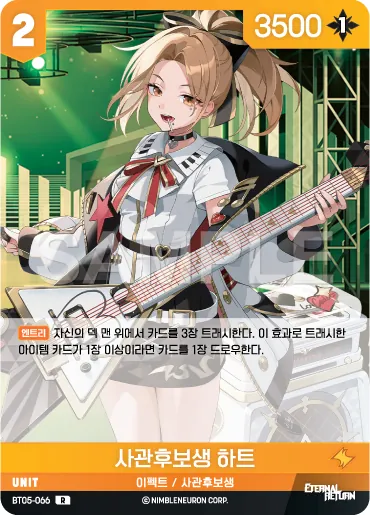 2
3500 1
SAMPLE
엔트리 자신의 덱 맨 위에서 카드를 3장 트래시한다. 이 효과로 트래시한
아이템 카드가 1장 이상이라면 카드를 1장 드로우한다.
사관후보생 하트
UNIT 이팩트 / 사관후보생
BT05-066 R ⓒ NIMBLENEURON CORP. ETERNAL RETURN